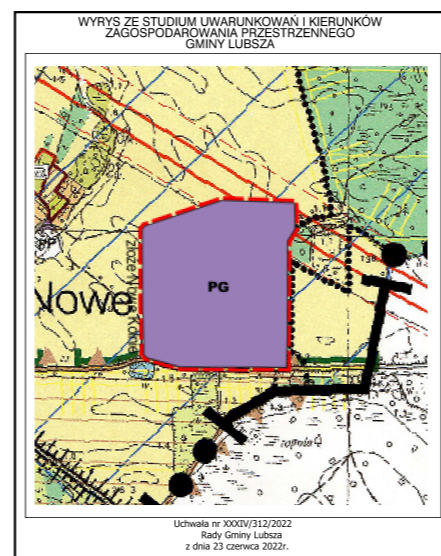 WYRYS ZE STUDIUM UWARUNKOWAŃ I KIERUNKÓW
ZAGOSPODAROWANIA PRZESTRZENNEGO
GMINY LUBSZA
PP
Nowe
PG
Uchwała nr XXXIV/312/2022
Rady Gminy Lubsza
z dnia 23 czerwca 2022r.